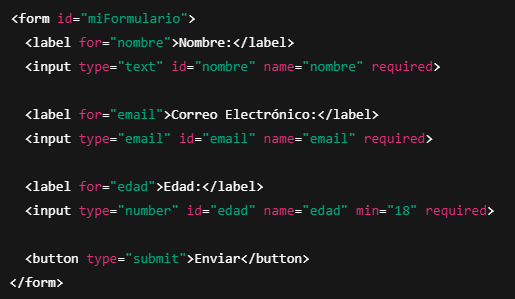 <form id="miFormulario">
  <label for="nombre">Nombre:</label>
  <input type="text" id="nombre" name="nombre" required>

  <label for="email">Correo Electrónico:</label>
  <input type="email" id="email" name="email" required>

  <label for="edad">Edad:</label>
  <input type="number" id="edad" name="edad" min="18" required>

  <button type="submit">Enviar</button>
</form>